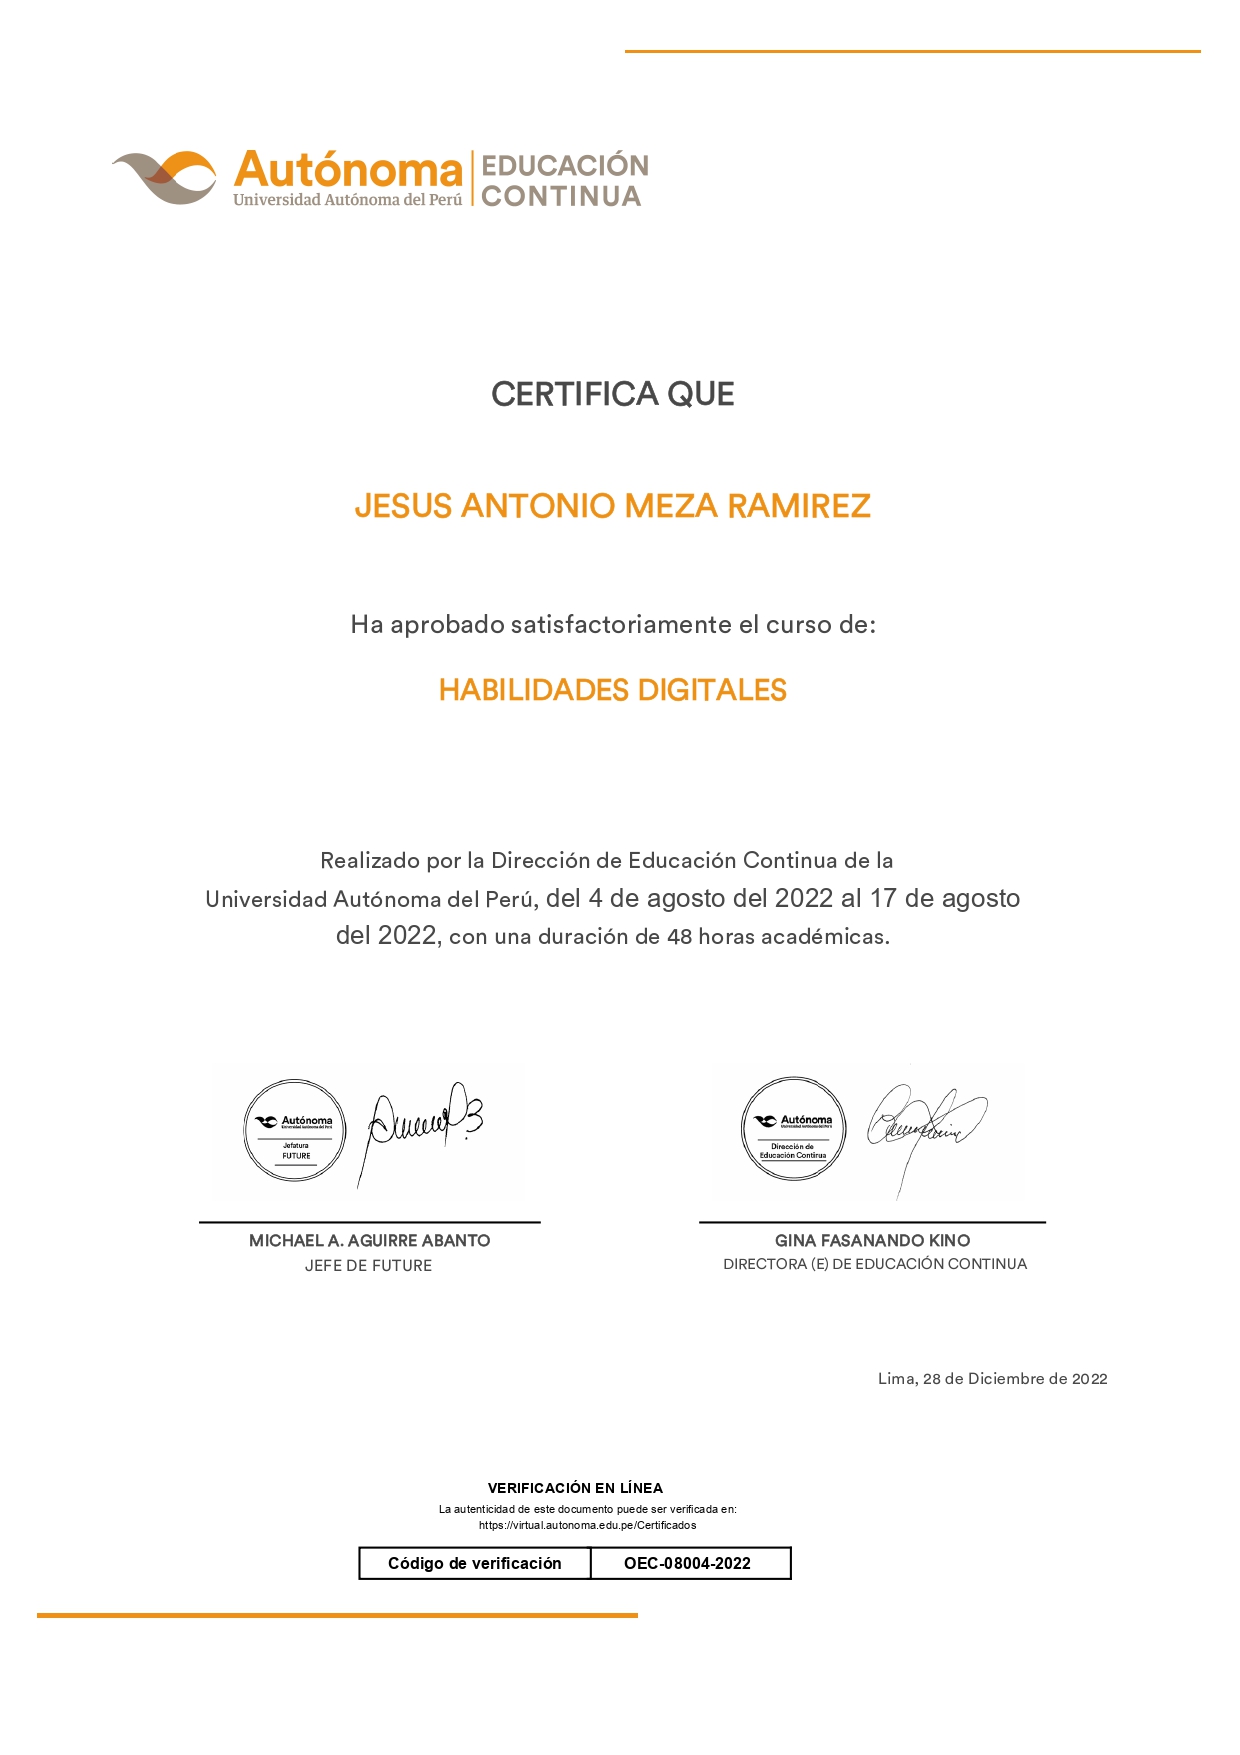 Autónoma
Universidad Autónoma del Perú
EDUCACIÓN
CONTINUA
CERTIFICA QUE
JESUS ANTONIO MEZA RAMIREZ
Ha aprobado satisfactoriamente el curso de:
HABILIDADES DIGITALES
Realizado por la Dirección de Educación Continua de la
Universidad Autónoma del Perú, del 4 de agosto del 2022 al 17 de agosto
del 2022, con una duración de 48 horas académicas.
Autónoma
Universidad Autónoma del Perú
Jefatura
FUTURE
MICHAEL A. AGUIRRE ABANTO
JEFE DE FUTURE
Autónoma
Universidad Autónoma del Perú
Dirección de
Educación Continua
GINA FASANANDO KINO
DIRECTORA (E) DE EDUCACIÓN CONTINUA
Lima, 28 de Diciembre de 2022
VERIFICACIÓN EN LÍNEA
La autenticidad de este documento puede ser verificada en:
https://virtual.autonoma.edu.pe/Certificados
Código de verificación OEC-08004-2022